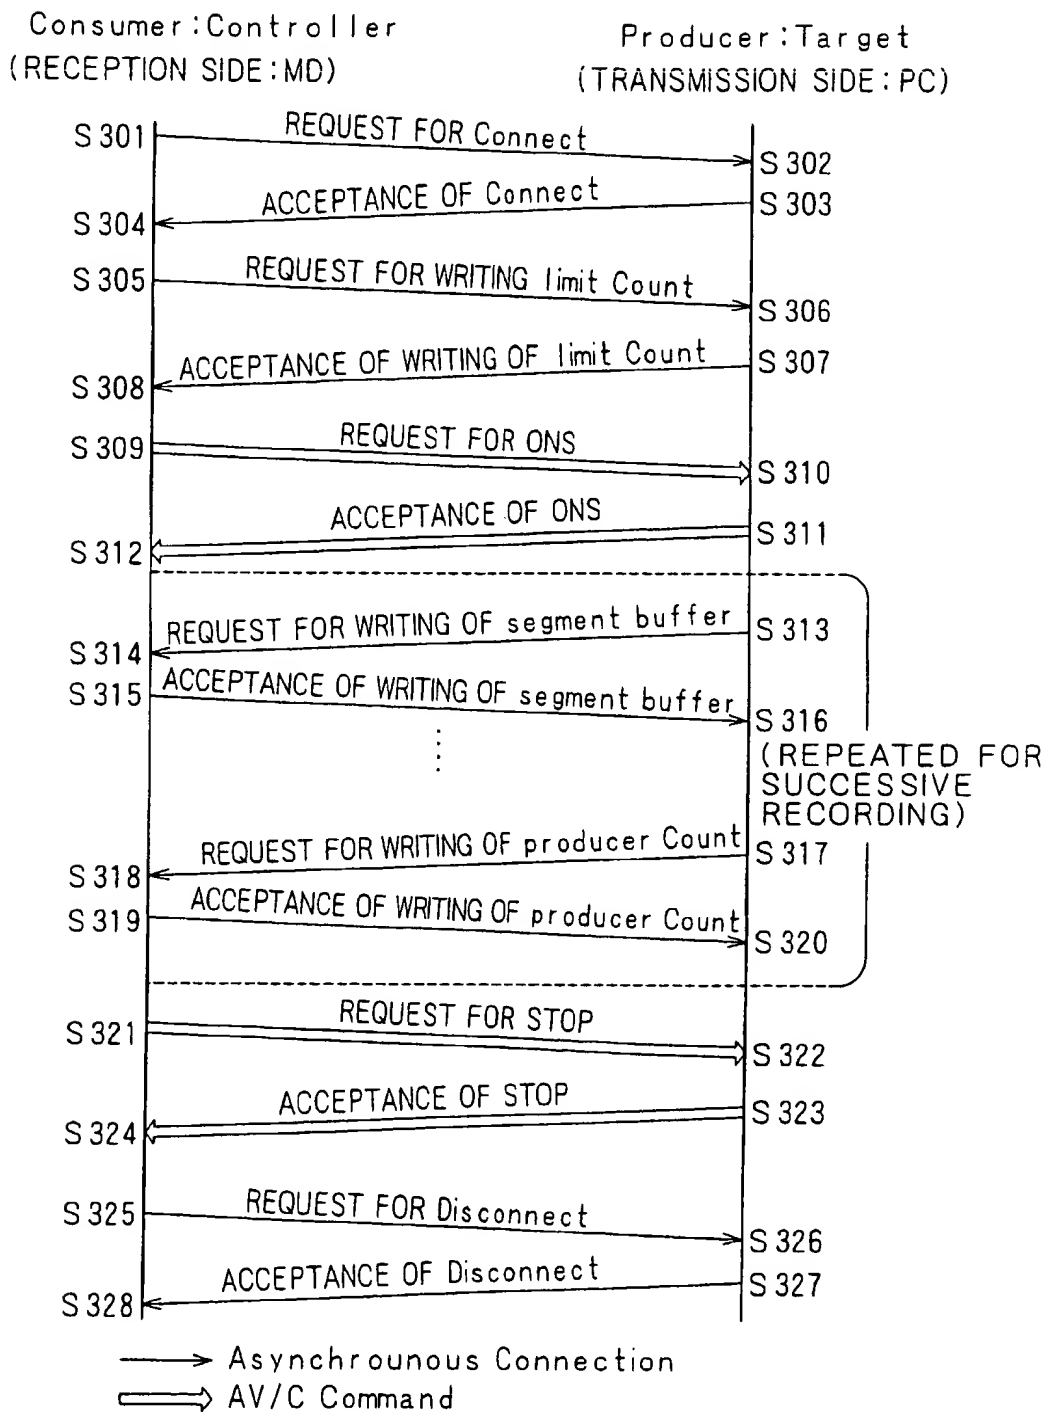 Consumer:Controller
(RECEPTION SIDE:MD)
Producer:Target
(TRANSMISSION SIDE:PC)
S301
REQUEST FOR Connect
S302
ACCEPTANCE OF Connect
S303
S304
S305
REQUEST FOR WRITING limit Count
S306
ACCEPTANCE OF WRITING OF limit Count
S307
S308
S309
REQUEST FOR ONS
S310
ACCEPTANCE OF ONS
S311
S312
REQUEST FOR WRITING OF segment buffer
S313
S314
S315
ACCEPTANCE OF WRITING OF segment buffer
S316
(REPEATED FOR
SUCCESSIVE
RECORDING)
REQUEST FOR WRITING OF producer Count
S317
S318
S319
ACCEPTANCE OF WRITING OF producer Count
S320
S321
REQUEST FOR STOP
S322
ACCEPTANCE OF STOP
S323
S324
S325
REQUEST FOR Disconnect
S326
ACCEPTANCE OF Disconnect
S327
S328
Asynchrounous Connection
AV/C Command